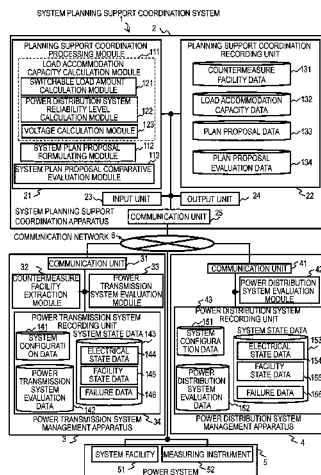 SYSTEM PLANNING SUPPORT COORDINATION SYSTEM
1
2
PLANNING SUPPORT COORDINATION
PROCESSING MODULE
111
LOAD ACCOMMODATION
CAPACITY CALCULATION MODULE
SWITCHABLE LOAD AMOUNT
CALCULATION MODULE
121
POWER DISTRIBUTION SYSTEM
RELIABILITY LEVEL
CALCULATION MODULE
122
VOLTAGE CALCULATION MODULE
123
SYSTEM PLAN PROPOSAL
FORMULATING MODULE
112
113
SYSTEM PLAN PROPOSAL
COMPARATIVE EVALUATION MODULE
21
PLANNING SUPPORT COORDINATION
RECORDING UNIT
COUNTERMEASURE
FACILITY DATA
131
LOAD ACCOMMODATION
CAPACITY DATA
132
PLAN PROPOSAL DATA
133
PLAN PROPOSAL
EVALUATION DATA
134
22
23
INPUT UNIT
OUTPUT UNIT
24
SYSTEM PLANNING SUPPORT
COORDINATION APPARATUS
COMMUNICATION UNIT
25
COMMUNICATION NETWORK
6
31
COMMUNICATION UNIT
32
33
COUNTERMEASURE
FACILITY
EXTRACTION
MODULE
POWER
TRANSMISSION
SYSTEM EVALUATION
MODULE
POWER TRANSMISSION SYSTEM
RECORDING UNIT
141
SYSTEM STATE DATA
143
SYSTEM
CONFIGURATI
ON DATA
ELECTRICAL
STATE DATA
144
FACILITY
STATE DATA
145
FAILURE DATA
146
POWER
TRANSMISSION
SYSTEM
EVALUATION
DATA
142
34
POWER TRANSMISSION SYSTEM
MANAGEMENT APPARATUS
3
41
COMMUNICATION UNIT
42
POWER DISTRIBUTION
SYSTEM EVALUATION
MODULE
43
POWER DISTRIBUTION SYSTEM
RECORDING UNIT
151
SYSTEM STATE DATA
SYSTEM
CONFIGURA
TION DATA
153
ELECTRICAL
STATE DATA
154
FACILITY
STATE DATA
155
FAILURE DATA
156
POWER
DISTRIBUTION
SYSTEM
EVALUATION
DATA
152
POWER DISTRIBUTION SYSTEM
MANAGEMENT APPARATUS
4
SYSTEM FACILITY
MEASURING INSTRUMENT
5
51
POWER SYSTEM
52